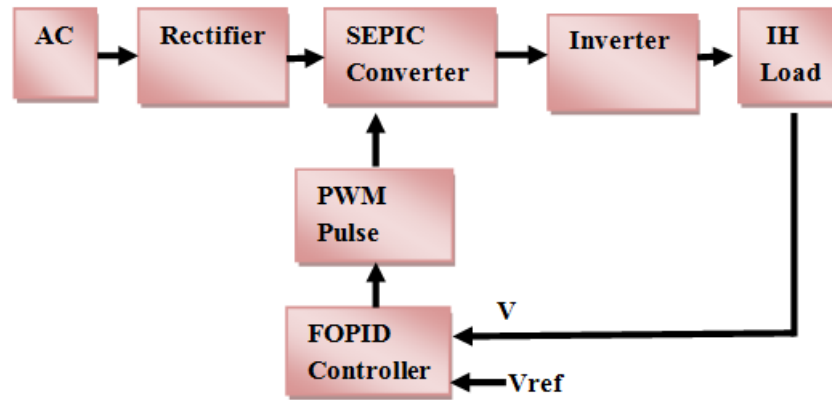 AC
Rectifier
SEPIC
Converter
Inverter
IH
Load
PWM
Pulse
FOPID
Controller
V
Vref